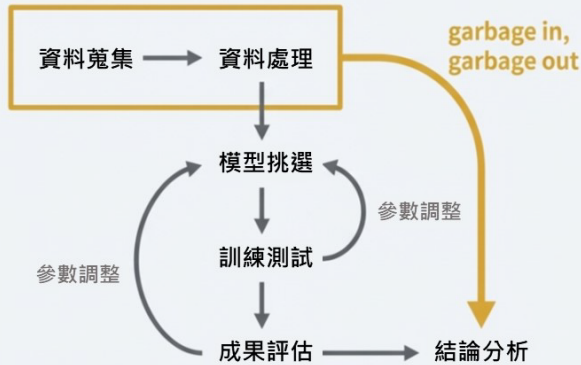 garbage in,
garbage out
資料蒐集
資料處理
模型挑選
參數調整
訓練測試
參數調整
成果評估
結論分析